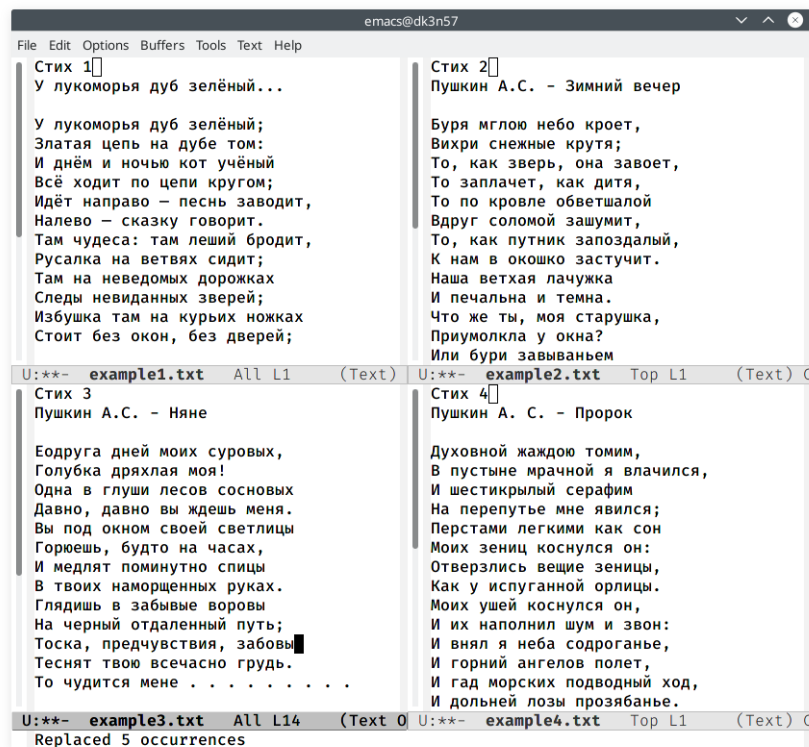 emacs@dk3n57
File Edit Options Buffers Tools Text Help
Стих 1
У лукоморья дуб зелёный...
У лукоморья дуб зелёный;
Златая цепь на дубе том:
И днём и ночью кот учёный
Всё ходит по цепи кругом;
Идёт направо — песнь заводит,
Налево — сказку говорит.
Там чудеса: там леший бродит,
Русалка на ветвях сидит;
Там на неведомых дорожках
Следы невиданных зверей;
Избушка там на курьих ножках
Стоит без окон, без дверей;
U:**- example1.txt All L1 (Text)
Стих 2
Пушкин А.С. - Зимний вечер
Буря мглою небо кроет,
Вихри снежные крутя;
То, как зверь, она завоет,
То заплачет, как дитя,
То по кровле обветшалой
Вдруг соломой зашумит,
То, как путник запоздалый,
К нам в окошко застучит.
Наша ветхая лачужка
И печальна и темна.
Что же ты, моя старушка,
Приумолкла у окна?
Или бури завываньем
U:**- example2.txt Top L1 (Text)
Стих 3
Пушкин А.С. - Няне
Еодруга дней моих суровых,
Голубка дряхлая моя!
Одна в глуши лесов сосновых
Давно, давно вы ждешь меня.
Вы под окном своей светлицы
Горюешь, будто на часах,
И медлят поминутно спицы
В твоих наморщенных руках.
Глядишь в забывые воровы
На черный отдаленный путь;
Тоска, предчувствия, забовы
Теснят твою всечасно грудь.
То чудится мене . . . . . . . . .
U:**- example3.txt All L14 (Text O
Стих 4
Пушкин А. С. - Пророк
Духовной жаждою томим,
В пустыне мрачной я влачился,
И шестикрылый серафим
На перепутье мне явился;
Перстами легкими как сон
Моих зениц коснулся он:
Отверзлись вещие зеницы,
Как у испуганной орлицы.
Моих ушей коснулся он,
И их наполнил шум и звон:
И внял я неба содроганье,
И горний ангелов полет,
И гад морских подводный ход,
И дольней лозы прозябанье.
U:**- example4.txt Top L1 (Text)
Replaced 5 occurrences